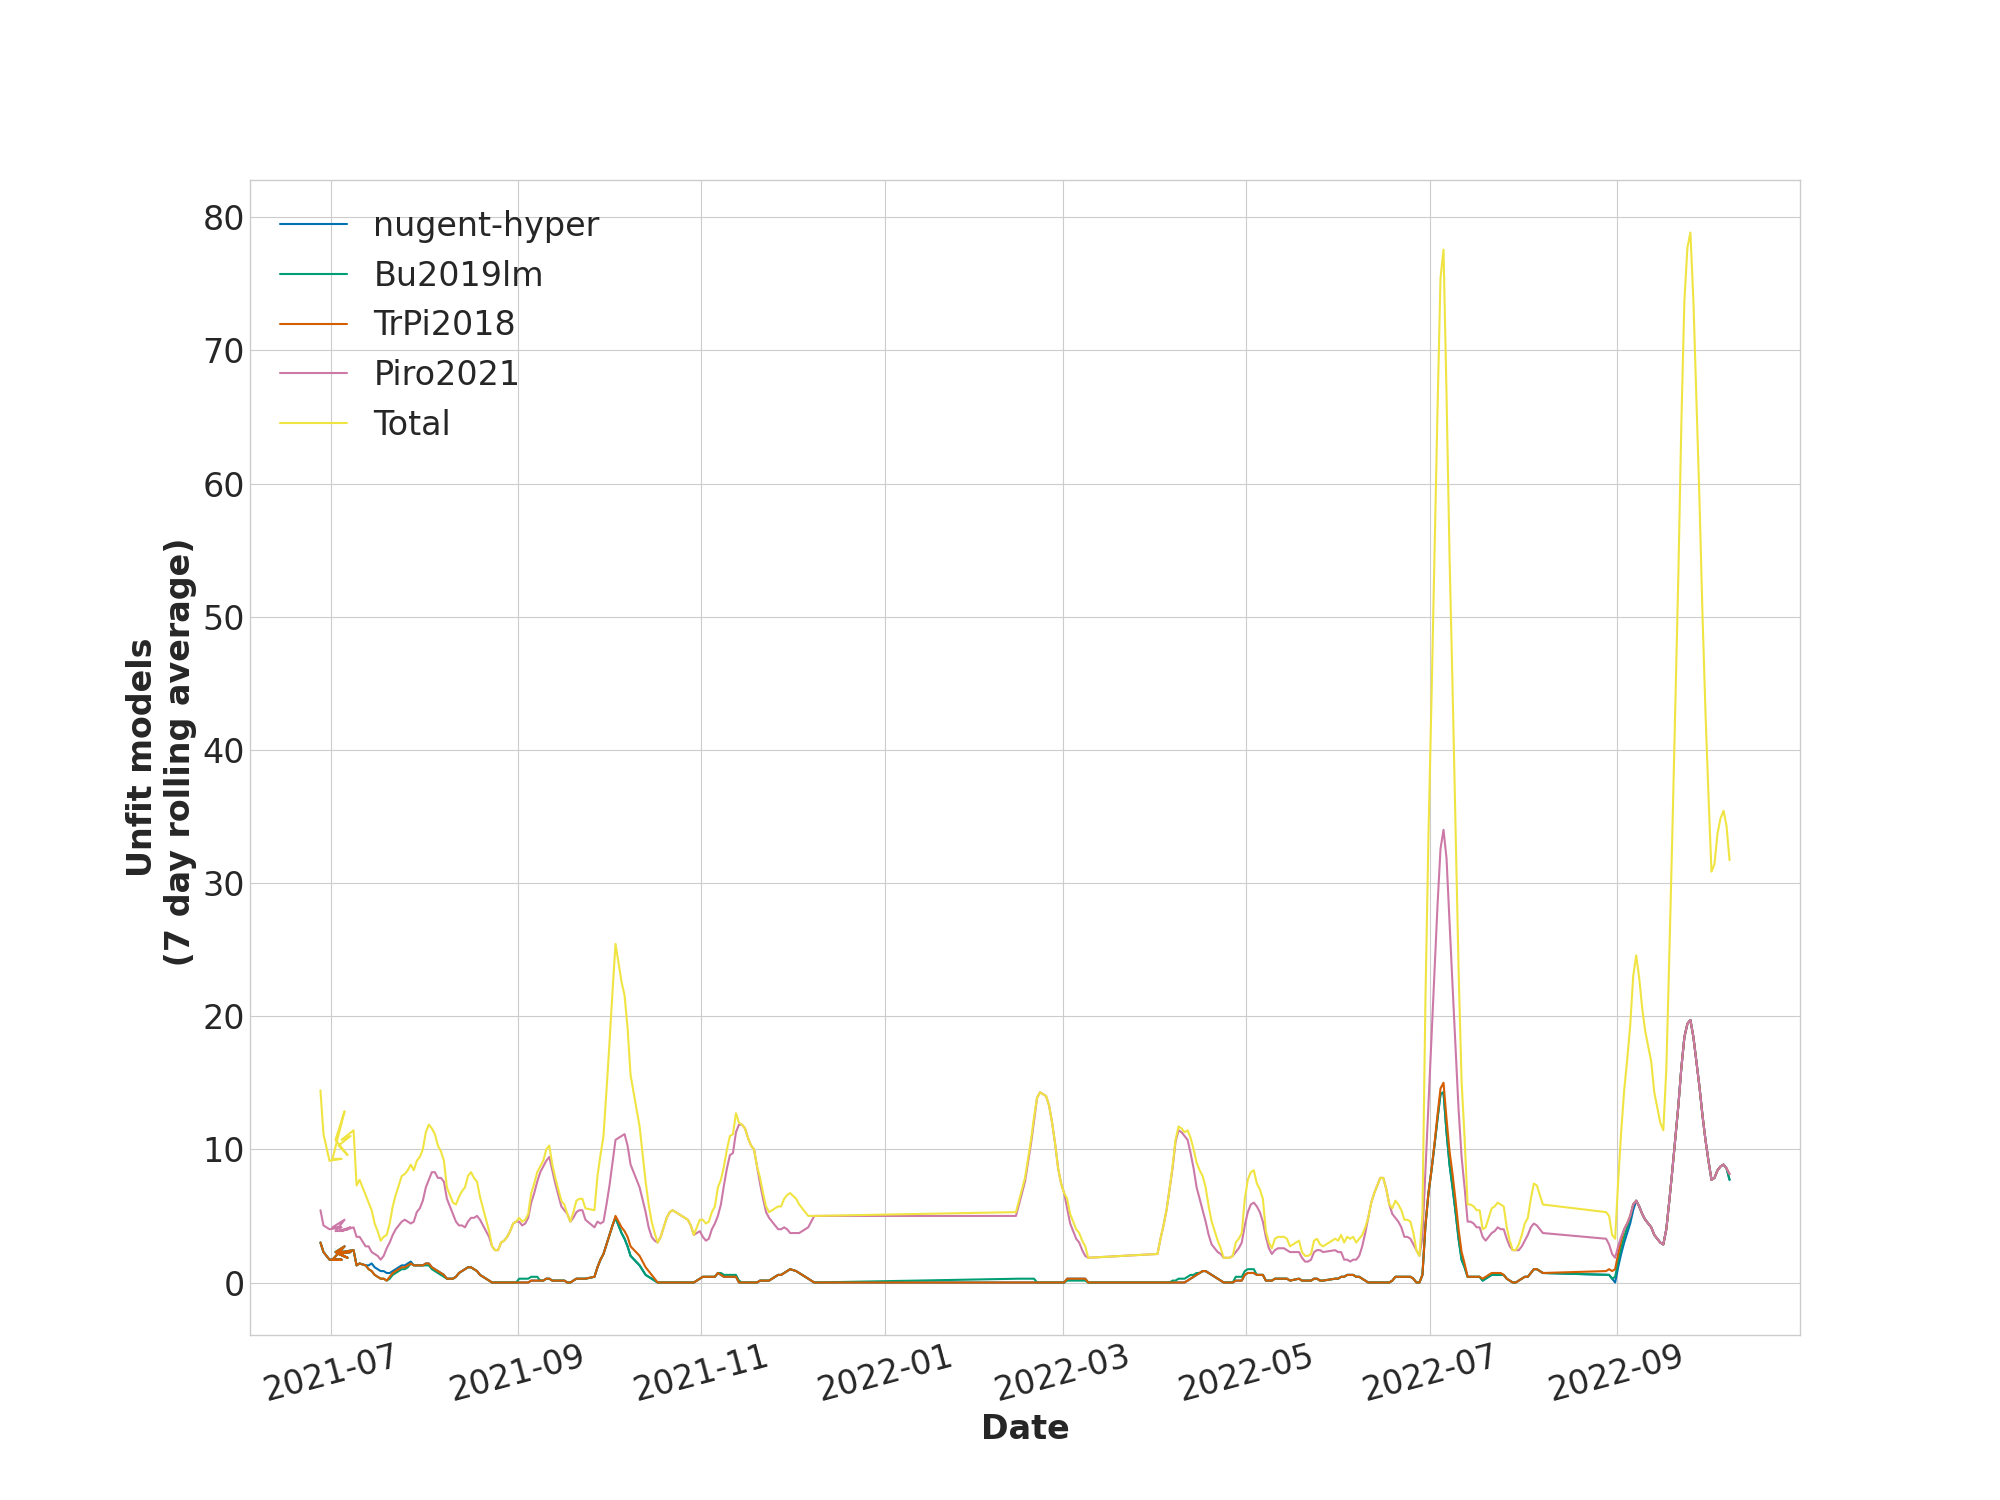 nugent-hyper
Bu2019lm
TrPi2018
Piro2021
Total
80
70
60
50
40
30
20
10
0
Unfit models
(7 day rolling average)
2021-07
2021-09
2021-11
2022-01
2022-03
2022-05
2022-07
2022-09
Date